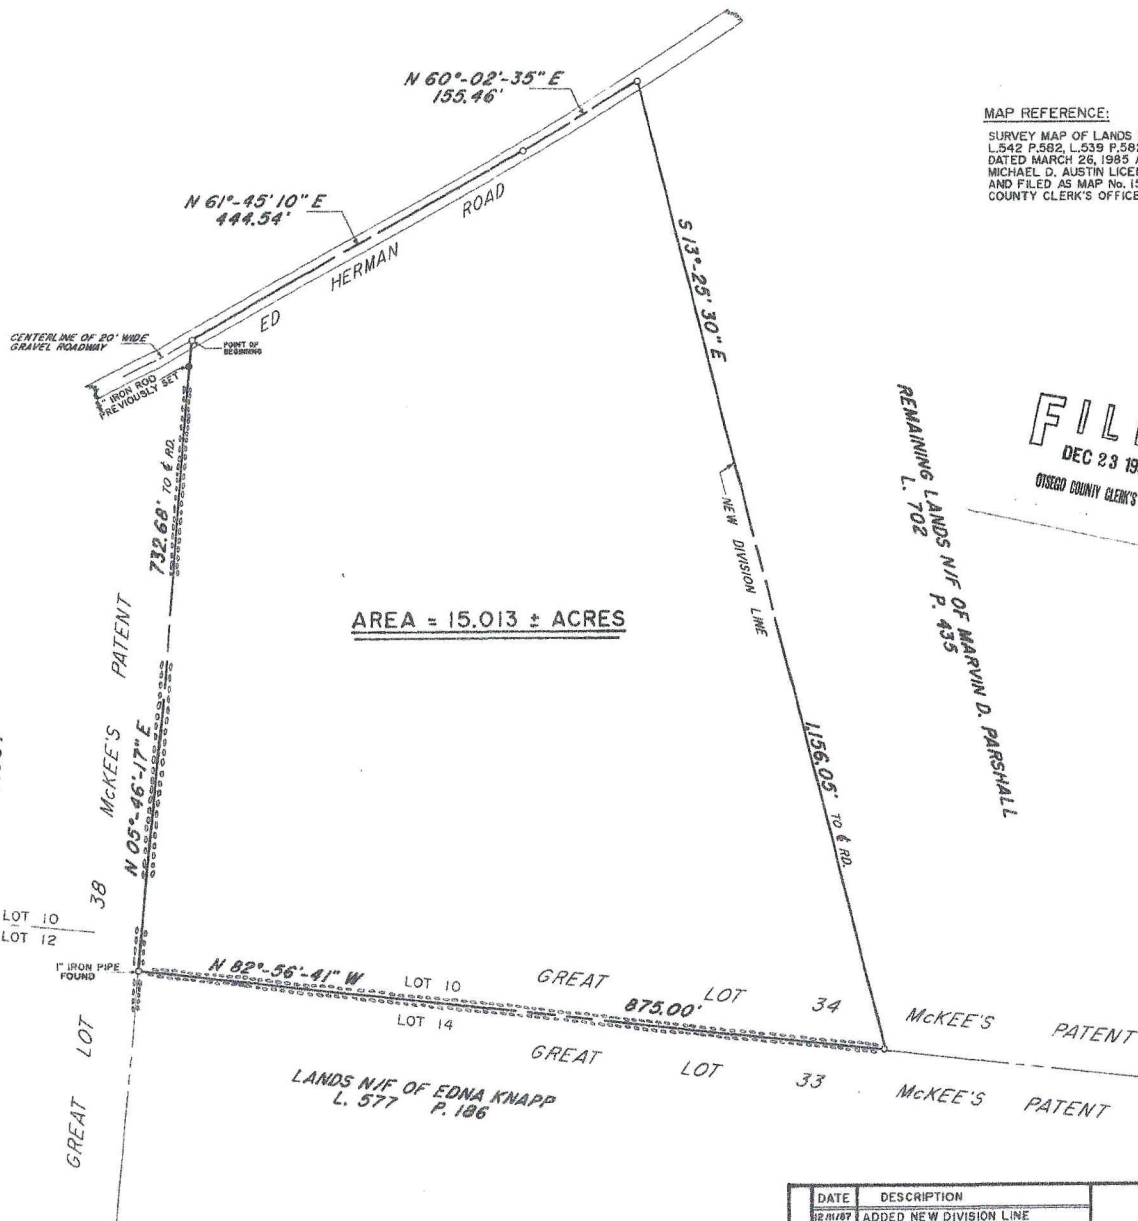 N 60°-02'-35" E
155.46'
MAP REFERENCE:
SURVEY MAP OF LANDS
L.542 P.582, L.539 P.582
DATED MARCH 26, 1985
MICHAEL D. AUSTIN
AND FILED AS MAP No.
COUNTY CLERK'S OFFICE
N 61°-45' 10" E
444.54'
ED HERMAN ROAD
S 13°-25' 30" E
CENTERLINE OF 20' WIDE
GRAVEL ROADWAY
POINT OF
BEGINNING
1" IRON ROD
PREVIOUSLY SET
732.68' TO ℄ RD.
REMAINING LANDS N/F OF MARVIN D. PARSHALL
L. 702 P. 435
DEC 23
OTSEGO COUNTY CLERK'S
NEW DIVISION LINE
AREA = 15.013 ± ACRES
N 05°-46'-17" E
1,156.05' TO ℄ RD.
GREAT LOT 38 McKEE'S PATENT
LOT 10
LOT 12
1" IRON PIPE
FOUND
N 82°-56'-41" W
875.00'
LOT 10
LOT 14
GREAT LOT 34 McKEE'S PATENT
GREAT LOT 33 McKEE'S PATENT
LANDS N/F OF EDNA KNAPP
L. 577 P. 186
DATE DESCRIPTION
12/11/87 ADDED NEW DIVISION LINE